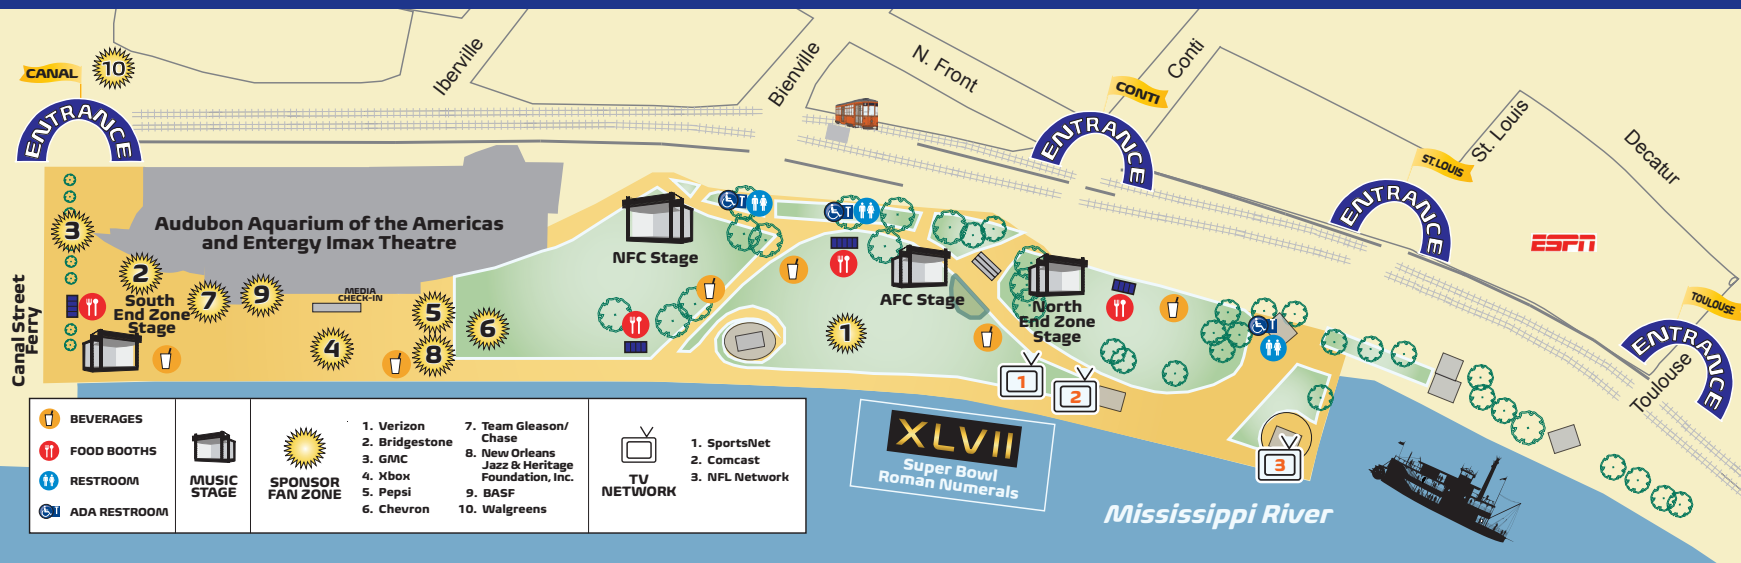 CANAL
10
ENTRANCE
Iberville
Bienville
N. Front
Conti
CONTI
ENTRANCE
St. Louis
ST.LOUIS
ENTRANCE
Decatur
ESPN
TOULOUSE
ENTRANCE
Toulouse
Audubon Aquarium of the Americas
and Entergy Imax Theatre
3
2
South
End Zone
Stage
7
9
MEDIA
CHECK-IN
4
5
8
6
Canal Street
Ferry
NFC Stage
T
T
AFC Stage
1
North
End Zone
Stage
T
1
2
3
XLVII
Super Bowl
Roman Numerals
Mississippi River
BEVERAGES
FOOD BOOTHS
RESTROOM
T
ADA RESTROOM
MUSIC
STAGE
SPONSOR
FAN ZONE
1. Verizon
2. Bridgestone
3. GMC
4. Xbox
5. Pepsi
6. Chevron
7. Team Gleason/
Chase
8. New Orleans
Jazz & Heritage
Foundation, Inc.
9. BASF
10. Walgreens
TV
NETWORK
1. SportsNet
2. Comcast
3. NFL Network